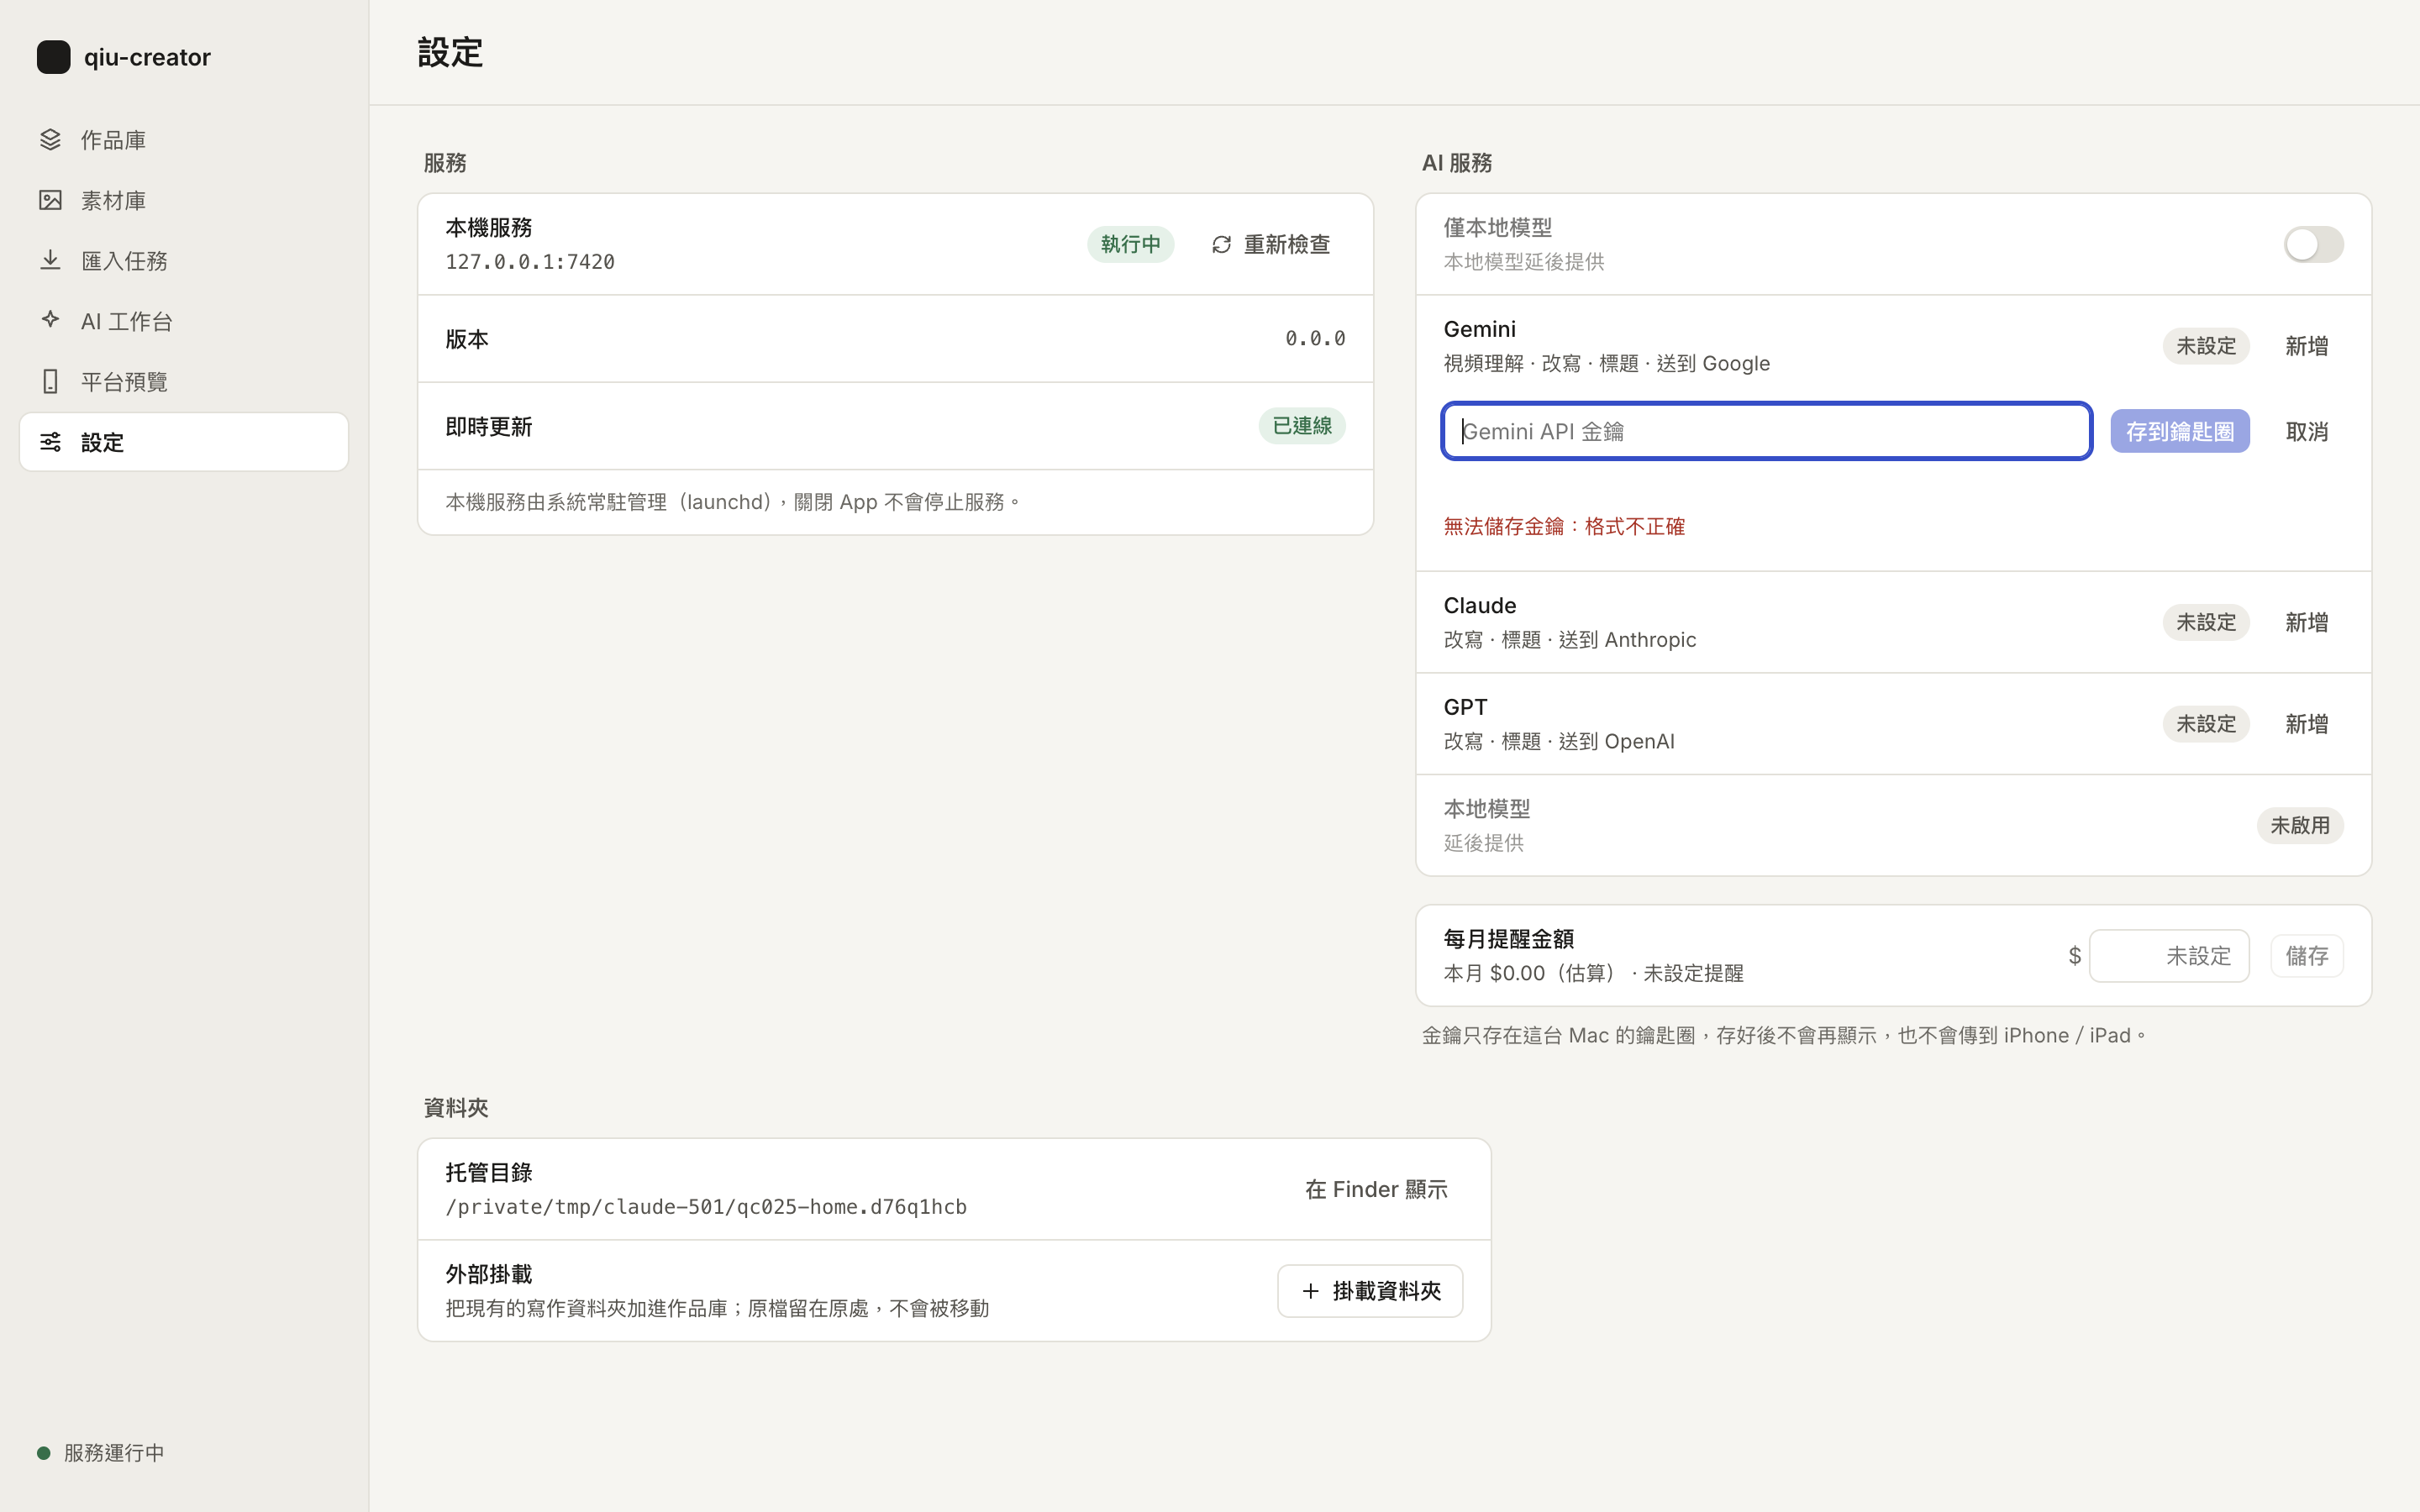 qiu-creator
作品庫
素材庫
匯入任務
AI 工作台
平台預覽
設定
服務運行中
設定
服務
本機服務
127.0.0.1:7420
執行中
重新檢查
版本
0.0.0
即時更新
已連線
本機服務由系統常駐管理（launchd），關閉 App 不會停止服務。
AI 服務
僅本地模型
本地模型延後提供
Gemini
視頻理解 · 改寫 · 標題 · 送到 Google
未設定
新增
Gemini API 金鑰
存到鑰匙圈
取消
無法儲存金鑰：格式不正確
Claude
改寫 · 標題 · 送到 Anthropic
未設定
新增
GPT
改寫 · 標題 · 送到 OpenAI
未設定
新增
本地模型
延後提供
未啟用
每月提醒金額
本月 $0.00（估算） · 未設定提醒
$
未設定
儲存
金鑰只存在這台 Mac 的鑰匙圈，存好後不會再顯示，也不會傳到 iPhone / iPad。
資料夾
托管目錄
/private/tmp/claude-501/qc025-home.d76q1hcb
在 Finder 顯示
外部掛載
把現有的寫作資料夾加進作品庫；原檔留在原處，不會被移動
掛載資料夾